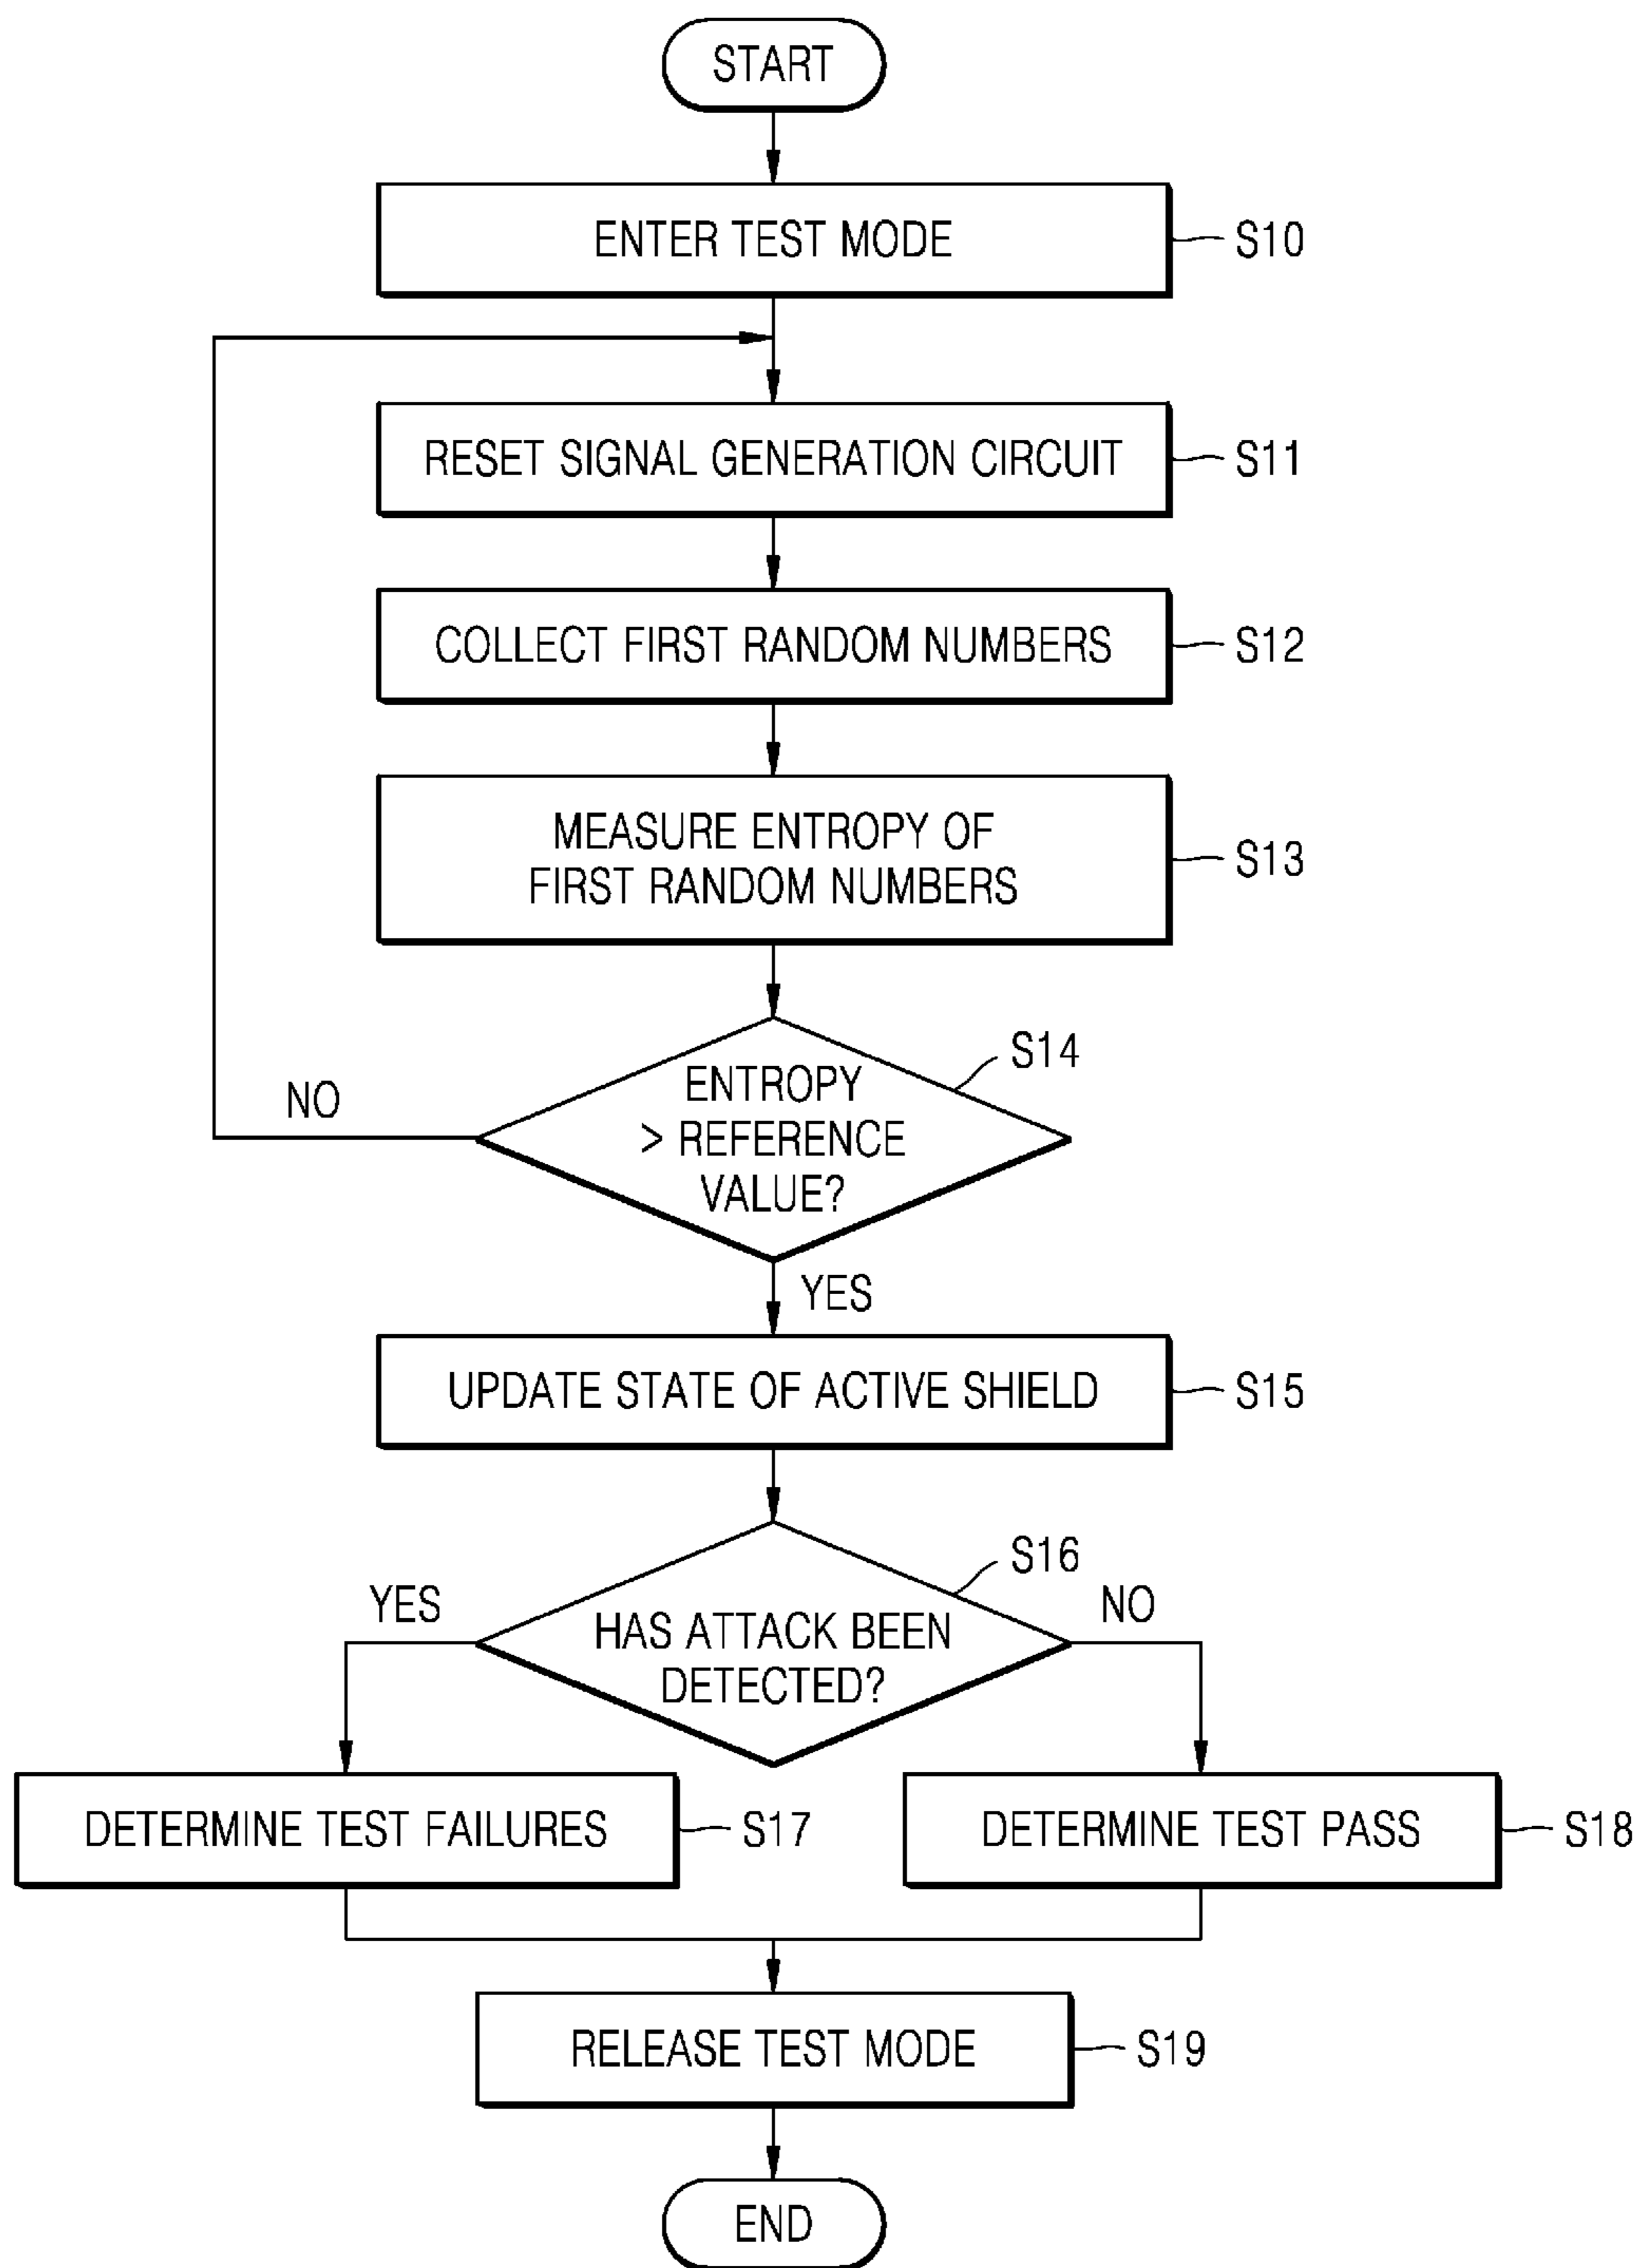 START
ENTER TEST MODE
S10
RESET SIGNAL GENERATION CIRCUIT
S11
COLLECT FIRST RANDOM NUMBERS
S12
MEASURE ENTROPY OF
FIRST RANDOM NUMBERS
S13
S14
ENTROPY
> REFERENCE
VALUE?
NO
YES
UPDATE STATE OF ACTIVE SHIELD
S15
S16
HAS ATTACK BEEN
DETECTED?
YES
NO
DETERMINE TEST FAILURES
S17
DETERMINE TEST PASS
S18
RELEASE TEST MODE
S19
END